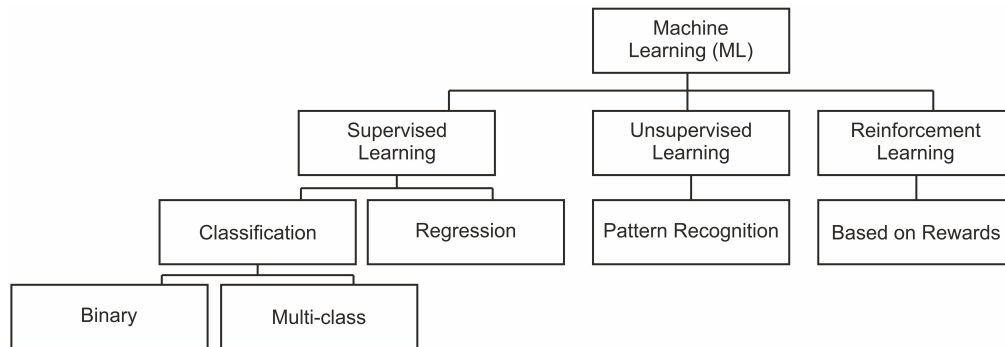 Machine
Learning (ML)
Supervised
Learning
Unsupervised
Learning
Reinforcement
Learning
Classification
Regression
Pattern Recognition
Based on Rewards
Binary
Multi-class